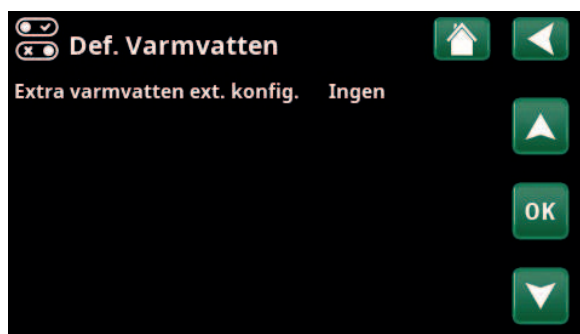 Def. Varmvatten
Extra varmvatten ext. konfig. Ingen
OK